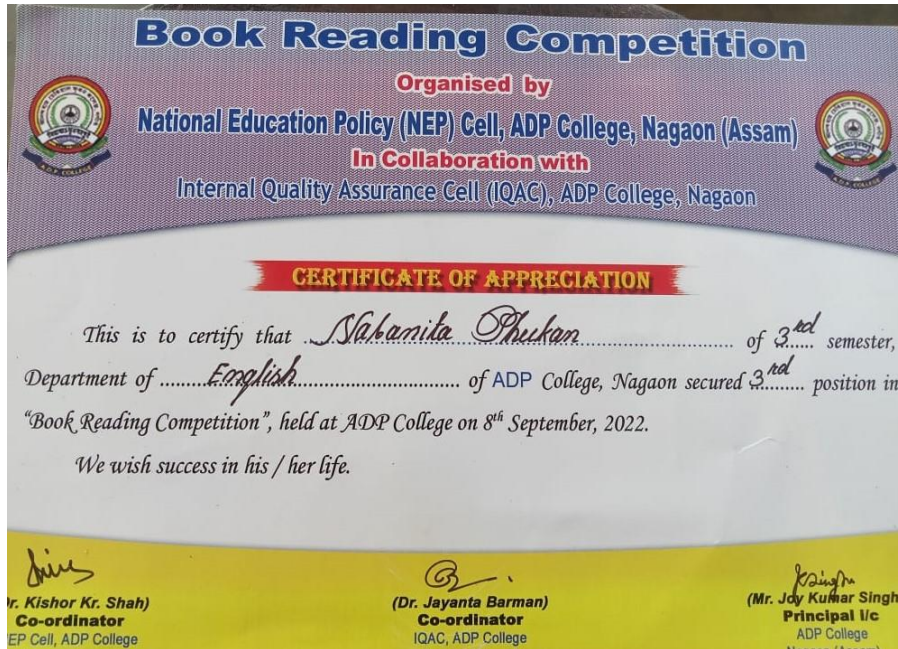 Book Reading Competition
Organised by
National Education Policy (NEP) Cell, ADP College, Nagaon (Assam)
In Collaboration with
Internal Quality Assurance Cell (IQAC), ADP College, Nagaon
A.D.P. COLLEGE
A.D.P. COLLEGE
CERTIFICATE OF APPRECIATION
This is to certify that Nabanita Phukan of 3rd semester,
Department of English of ADP College, Nagaon secured 3rd position in
“Book Reading Competition”, held at ADP College on 8th September, 2022.
We wish success in his / her life.
r. Kishor Kr. Shah)
Co-ordinator
EP Cell, ADP College
(Dr. Jayanta Barman)
Co-ordinator
IQAC, ADP College
(Mr. Joy Kumar Singh
Principal I/c
ADP College
Nagaon (Assam)